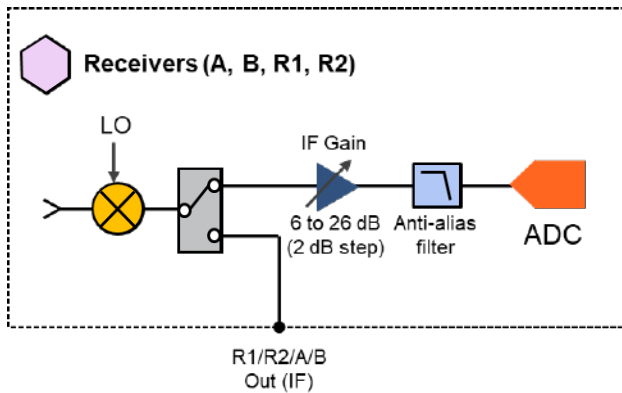 Receivers (A, B, R1, R2)
LO
IF Gain
6 to 26 dB
(2 dB step)
Anti-alias
filter
ADC
R1/R2/A/B
Out (IF)